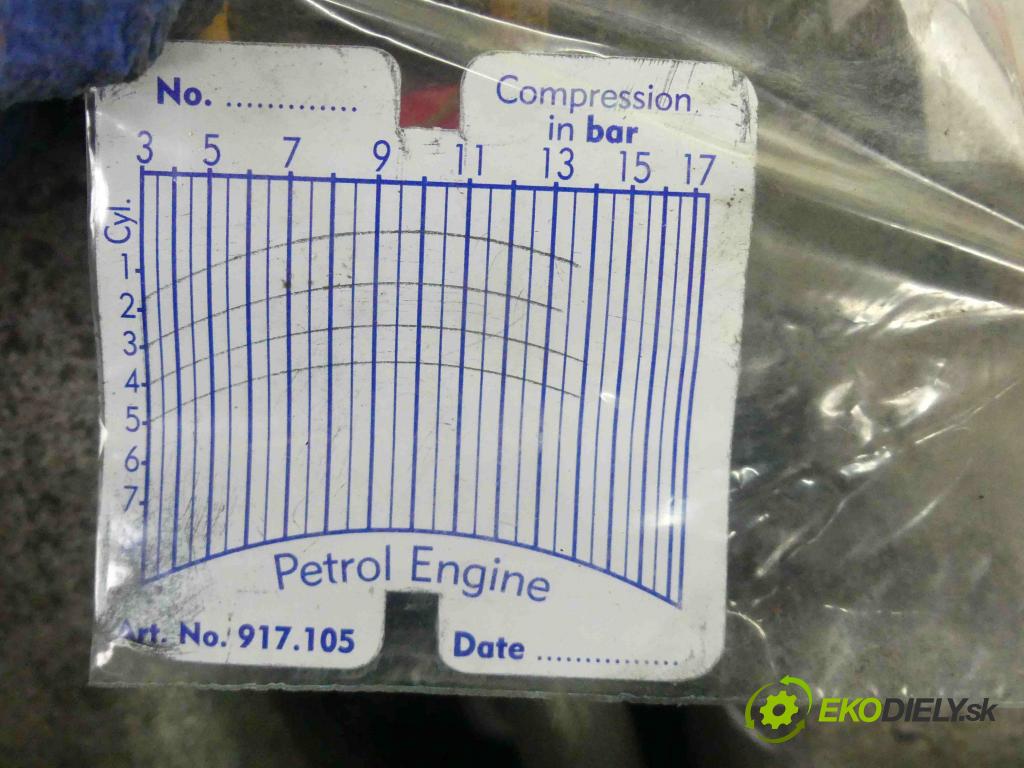 No. ............. Compression
in bar
3 5 7 9 11 13 15 17
Cyl.
1
2
3
4
5
6
7
Petrol Engine
Art. No. 917.105 Date ...............
EKODIELY.sk